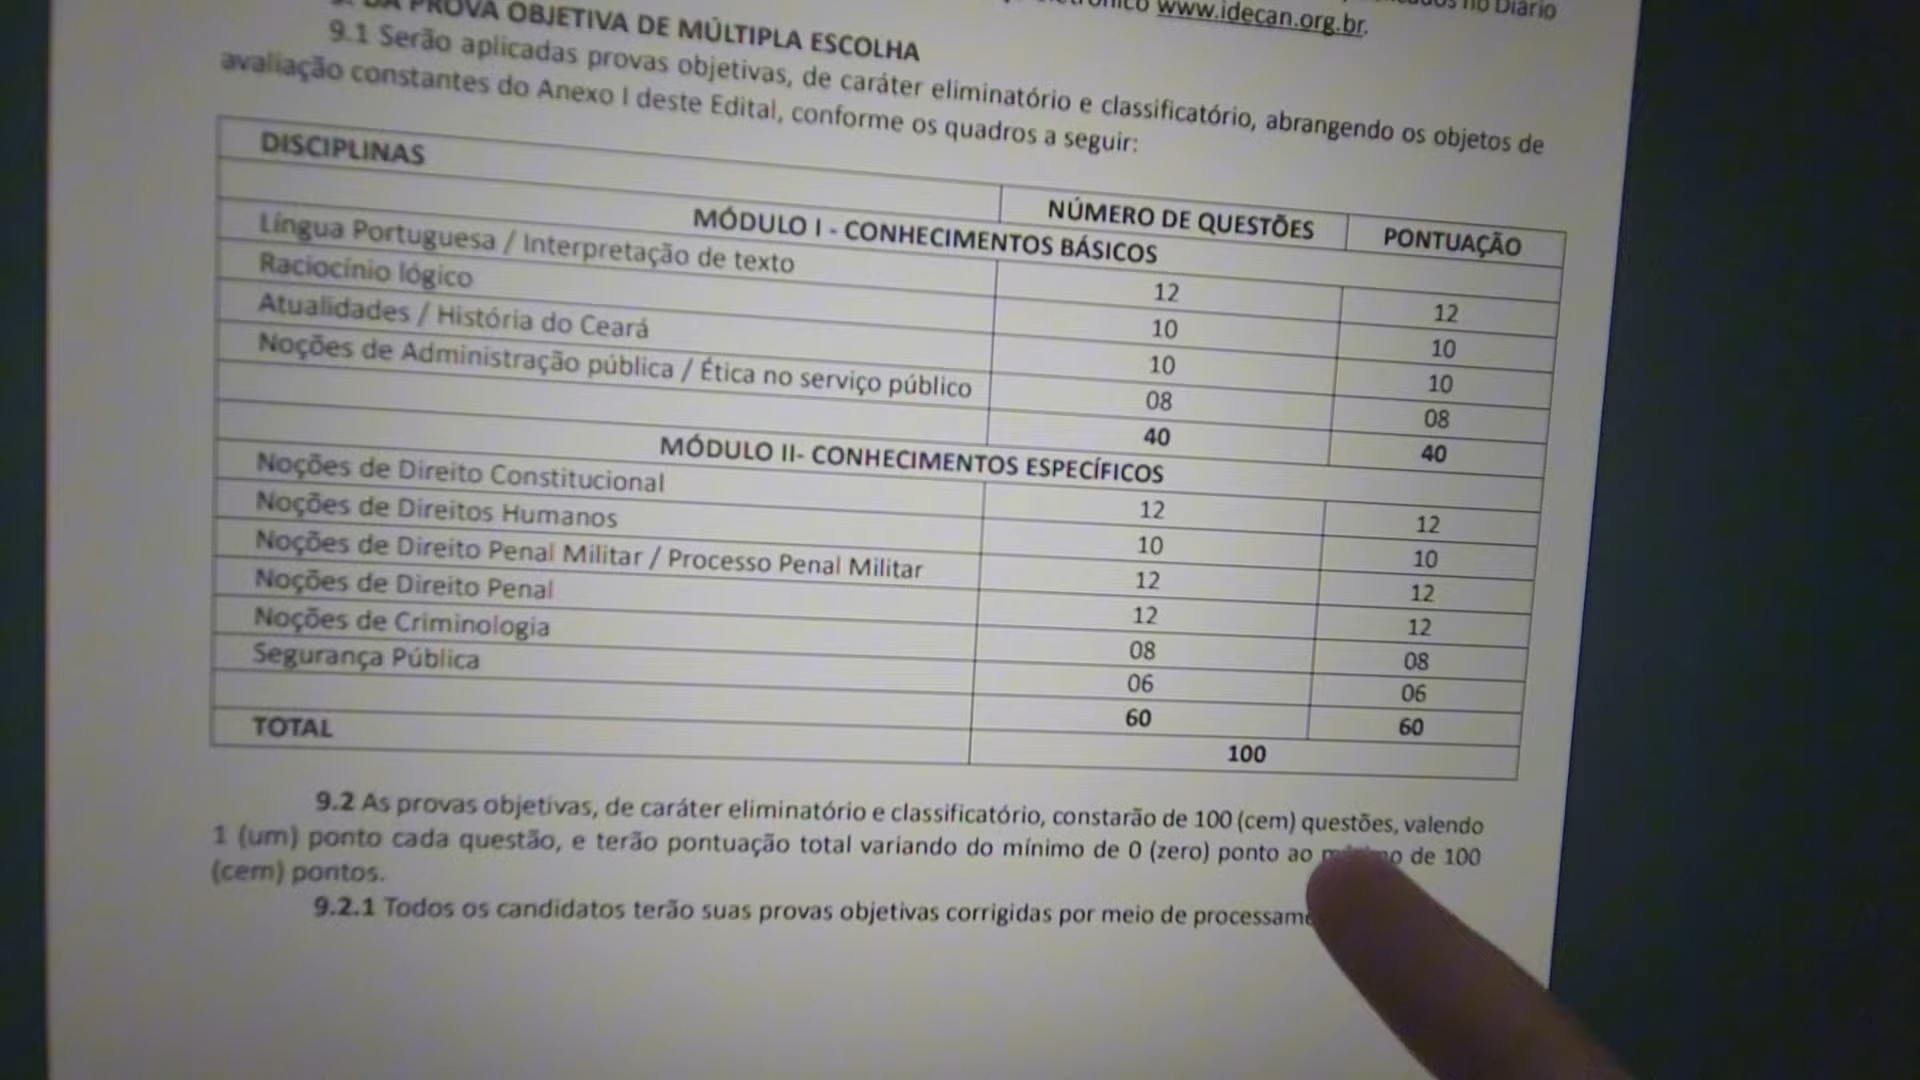 DA PROVA OBJETIVA DE MÚLTIPLA ESCOLHA
no Diário
www.idecan.org.br.
9.1 Serão aplicadas provas objetivas, de caráter eliminatório e classificatório, abrangendo os objetos de
avaliação constantes do Anexo I deste Edital, conforme os quadros a seguir:
DISCIPLINAS NÚMERO DE QUESTÕES PONTUAÇÃO
MÓDULO I - CONHECIMENTOS BÁSICOS
Língua Portuguesa / Interpretação de texto 12 12
Raciocínio lógico 10 10
Atualidades / História do Ceará 10 10
Noções de Administração pública / Ética no serviço público 08 08
40 40
MÓDULO II- CONHECIMENTOS ESPECÍFICOS
Noções de Direito Constitucional 12 12
Noções de Direitos Humanos 10 10
Noções de Direito Penal Militar / Processo Penal Militar 12 12
Noções de Direito Penal 12 12
Noções de Criminologia 08 08
Segurança Pública 06 06
60 60
TOTAL 100
9.2 As provas objetivas, de caráter eliminatório e classificatório, constarão de 100 (cem) questões, valendo
1 (um) ponto cada questão, e terão pontuação total variando do mínimo de 0 (zero) ponto ao de 100
(cem) pontos.
9.2.1 Todos os candidatos terão suas provas objetivas corrigidas por meio de